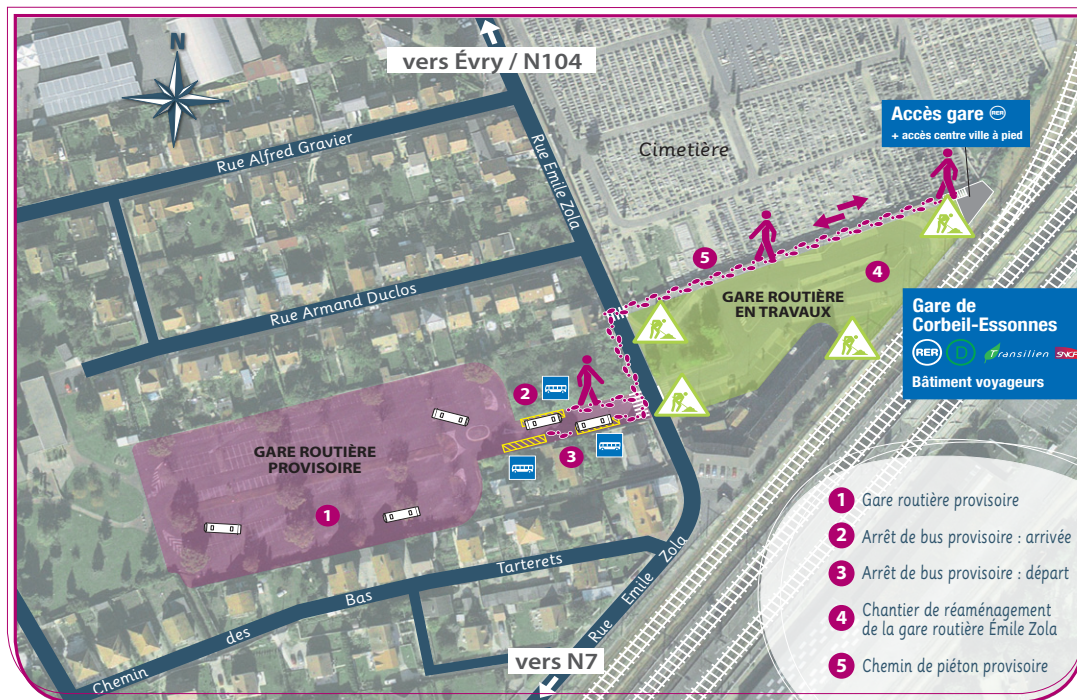 N
vers Évry / N104
Rue Alfred Gravier
Rue Emile Zola
Cimetière
Accès gare RER
+ accès centre ville à pied
5
4
GARE ROUTIÈRE
EN TRAVAUX
Rue Armand Duclos
Gare de
Corbeil-Essonnes
RER D Transilien SNCF
Bâtiment voyageurs
2
3
GARE ROUTIÈRE
PROVISOIRE
1
Chemin des Bas Tarterets
Rue Emile Zola
vers N7
1 Gare routière provisoire
2 Arrêt de bus provisoire : arrivée
3 Arrêt de bus provisoire : départ
4 Chantier de réaménagement
de la gare routière Émile Zola
5 Chemin de piéton provisoire